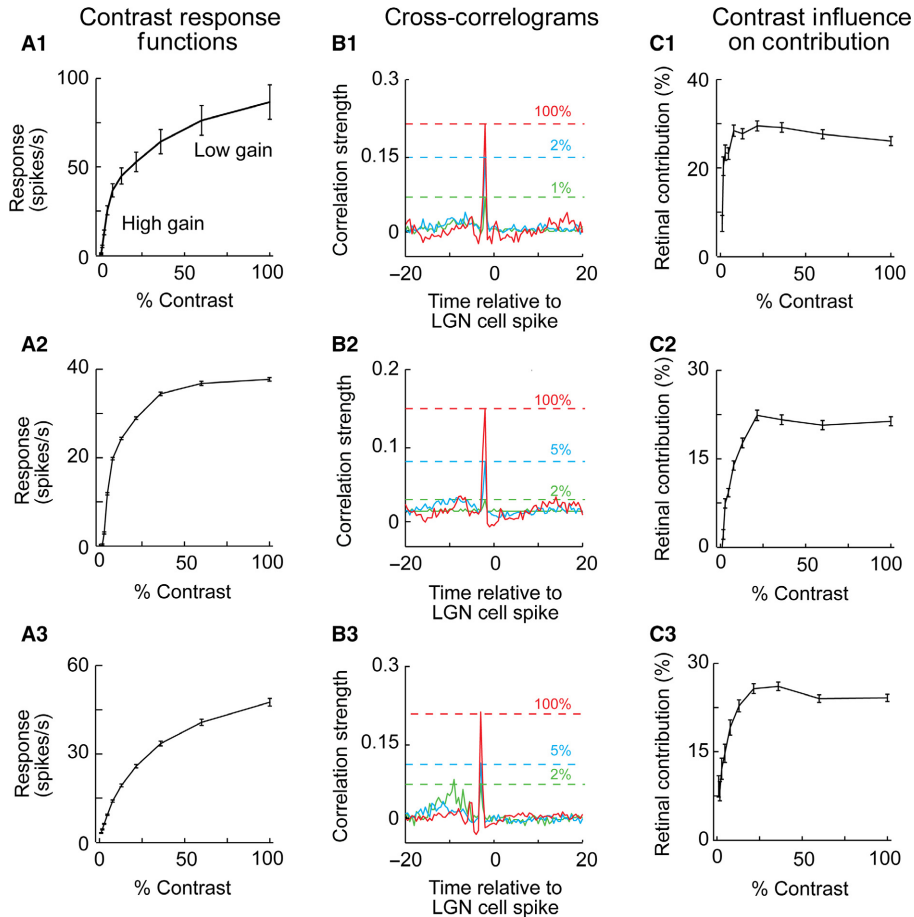 Contrast response
functions
Cross-correlograms
Contrast influence
on contribution
A1
100
50
0
Response
(spikes/s)
Low gain
High gain
0
50
100
% Contrast
B1
0.3
0.15
0
Correlation strength
100%
2%
1%
−20
0
20
Time relative to
LGN cell spike
C1
40
20
0
Retinal contribution (%)
0
50
100
% Contrast
A2
40
20
0
Response
(spikes/s)
0
50
100
% Contrast
B2
0.2
0.1
0
Correlation strength
100%
5%
2%
−20
0
20
Time relative to
LGN cell spike
C2
30
15
0
Retinal contribution (%)
0
50
100
% Contrast
A3
60
30
0
Response
(spikes/s)
0
50
100
% Contrast
B3
0.3
0.15
0
Correlation strength
100%
5%
2%
−20
0
20
Time relative to
LGN cell spike
C3
30
15
0
Retinal contribution (%)
0
50
100
% Contrast